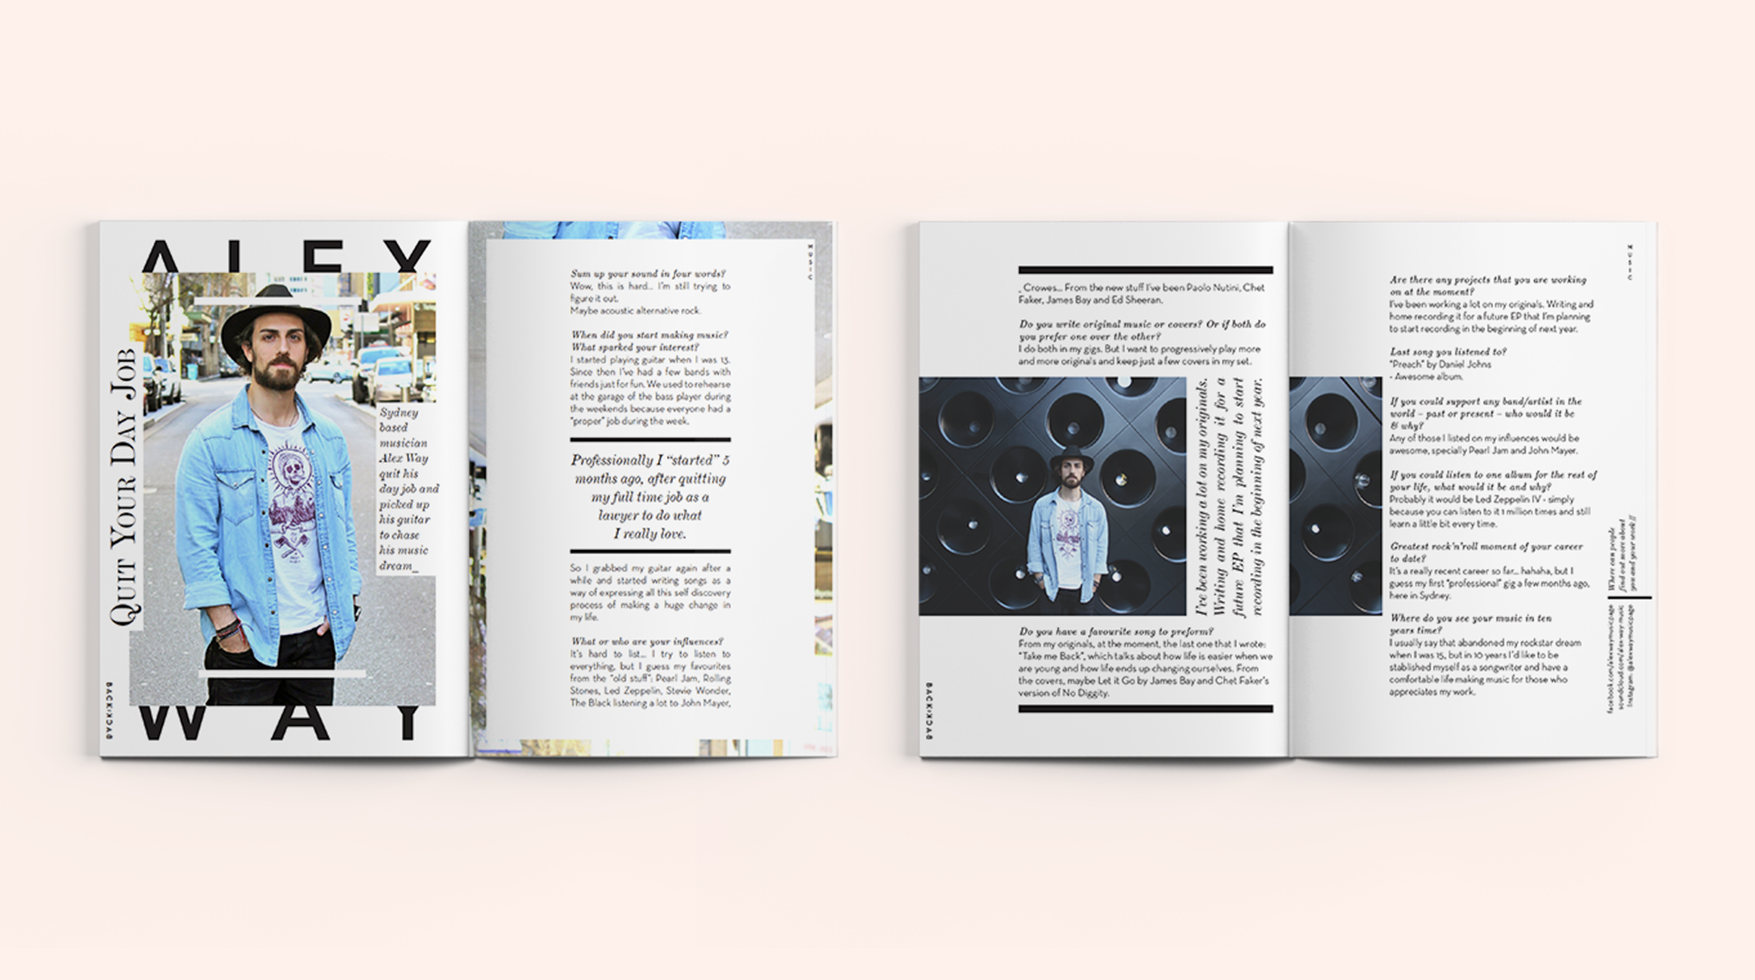 ALEX
QUIT YOUR DAY JOB
Sydney
based
musician
Alex Way
quit his
day job and
picked up
his guitar
to chase
his music
dream_
WAY
BACKXBAG
MUSIC
Sum up your sound in four words?
Wow, this is hard... I'm still trying to
figure it out.
Maybe acoustic alternative rock.
When did you start making music?
What sparked your interest?
I started playing guitar when I was 13.
Since then I've had a few bands with
friends just for fun. We used to rehearse
at the garage of the bass player during
the weekends because everyone had a
"proper" job during the week.
Professionally I "started" 5
months ago, after quitting
my full time job as a
lawyer to do what
I really love.
So I grabbed my guitar again after a
while and started writing songs as a
way of expressing all this self discovery
process of making a huge change in
my life.
What or who are your influences?
It's hard to list... I try to listen to
everything, but I guess my favourites
from the "old stuff": Pearl Jam, Rolling
Stones, Led Zeppelin, Stevie Wonder,
The Black listening a lot to John Mayer,
_ Crowes... From the new stuff I've been Paolo Nutini, Chet
Faker, James Bay and Ed Sheeran.
Do you write original music or covers? Or if both do
you prefer one over the other?
I do both in my gigs. But I want to progressively play more
and more originals and keep just a few covers in my set.
I've been working a lot on my originals.
Writing and home recording it for a
future EP that I'm planning to start
recording in the beginning of next year.
Do you have a favourite song to preform?
From my originals, at the moment, the last one that I wrote:
"Take me Back", which talks about how life is easier when we
are young and how life ends up changing ourselves. From
the covers, maybe Let it Go by James Bay and Chet Faker's
version of No Diggity.
MUSIC
Are there any projects that you are working
on at the moment?
I've been working a lot on my originals. Writing and
home recording it for a future EP that I'm planning
to start recording in the beginning of next year.
Last song you listened to?
"Preach" by Daniel Johns
- Awesome album.
If you could support any band/artist in the
world – past or present – who would it be
& why?
Any of those I listed on my influences would be
awesome, specially Pearl Jam and John Mayer.
If you could listen to one album for the rest of
your life, what would it be and why?
Probably it would be Led Zeppelin IV - simply
because you can listen to it 1 million times and still
learn a little bit every time.
Greatest rock'n'roll moment of your career
to date?
It's a really recent career so far... hahaha, but I
guess my first "professional" gig a few months ago,
here in Sydney.
Where do you see your music in ten
years time?
I usually say that abandoned my rockstar dream
when I was 15, but in 10 years I'd like to be
stablished myself as a songwriter and have a
comfortable life making music for those who
appreciates my work.
Where can people
find out more about
you and your work //
facebook.com/alexwaymusicpage
soundcloud.com/alex-way-music
Instagram @alexwaymusicpage